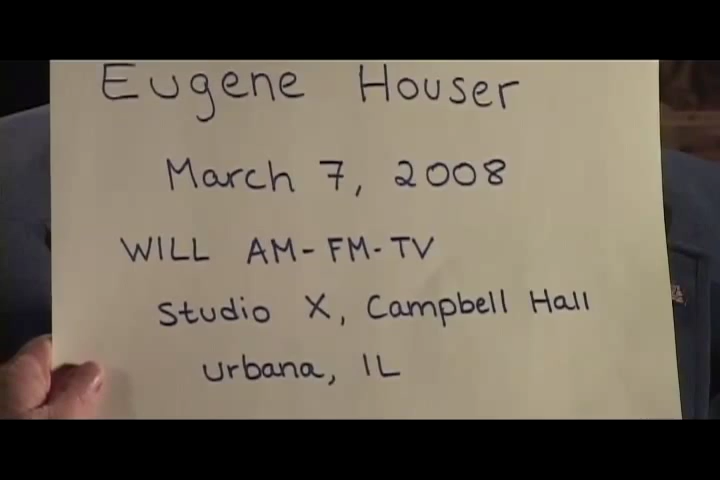 Eugene Houser
March 7, 2008
WILL AM-FM-TV
Studio X, Campbell Hall
Urbana, IL